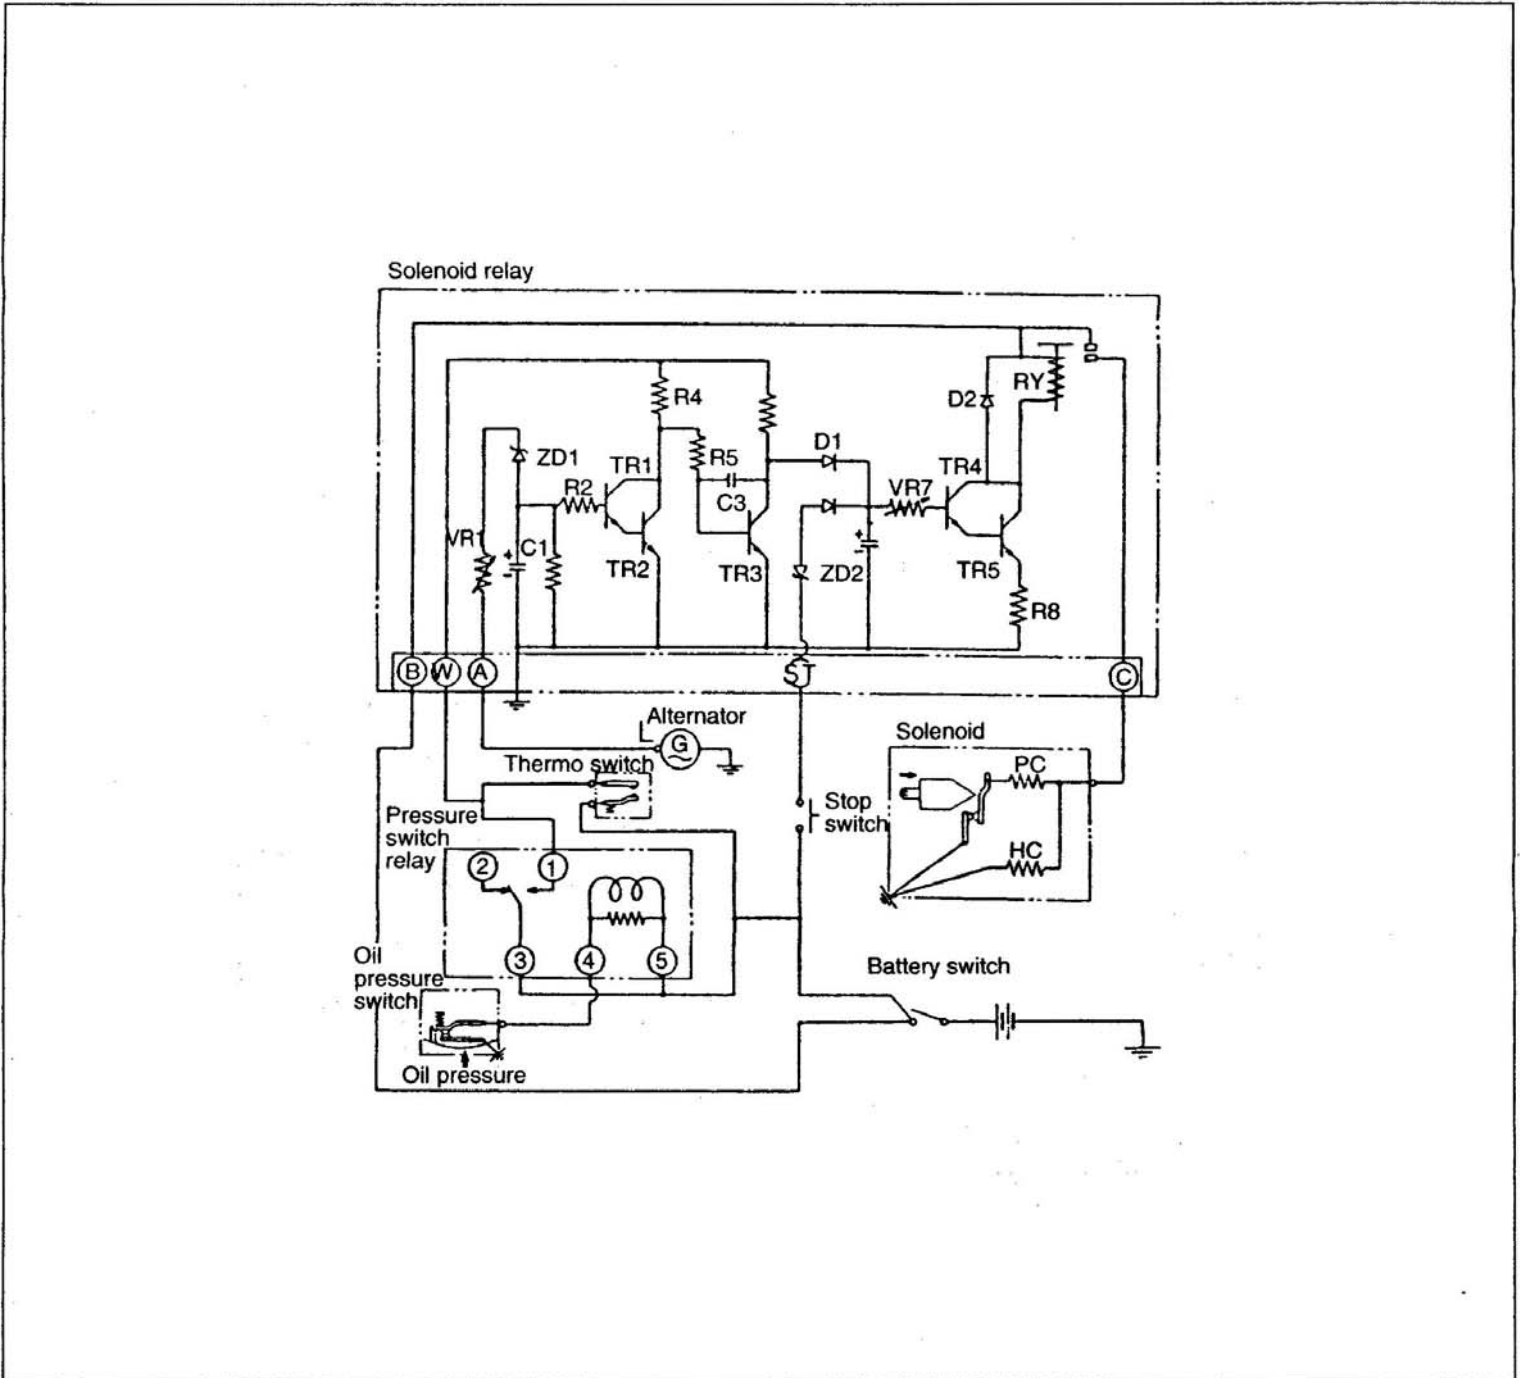 Solenoid relay
R4
RY
D2
ZD1
TR1
R5
D1
TR4
R2
C3
VR7
VR1
C1
TR2
TR3
ZD2
TR5
R8
B
W
A
ST
C
L
Alternator
G
Solenoid
Thermo switch
PC
Pressure
switch
relay
Stop
switch
2
1
HC
3
4
5
Oil
pressure
switch
Battery switch
Oil pressure